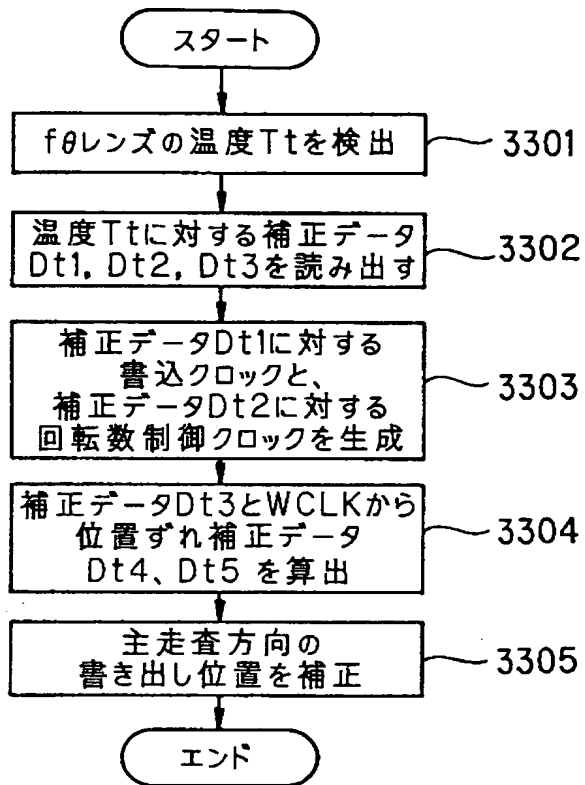 スタート
fθレンズの温度Ttを検出
3301
温度Ttに対する補正データ
Dt1, Dt2, Dt3を読み出す
3302
補正データDt1に対する
書込クロックと、
補正データDt2に対する
回転数制御クロックを生成
3303
補正データDt3とWCLKから
位置ずれ補正データ
Dt4、Dt5 を算出
3304
主走査方向の
書き出し位置を補正
3305
エンド